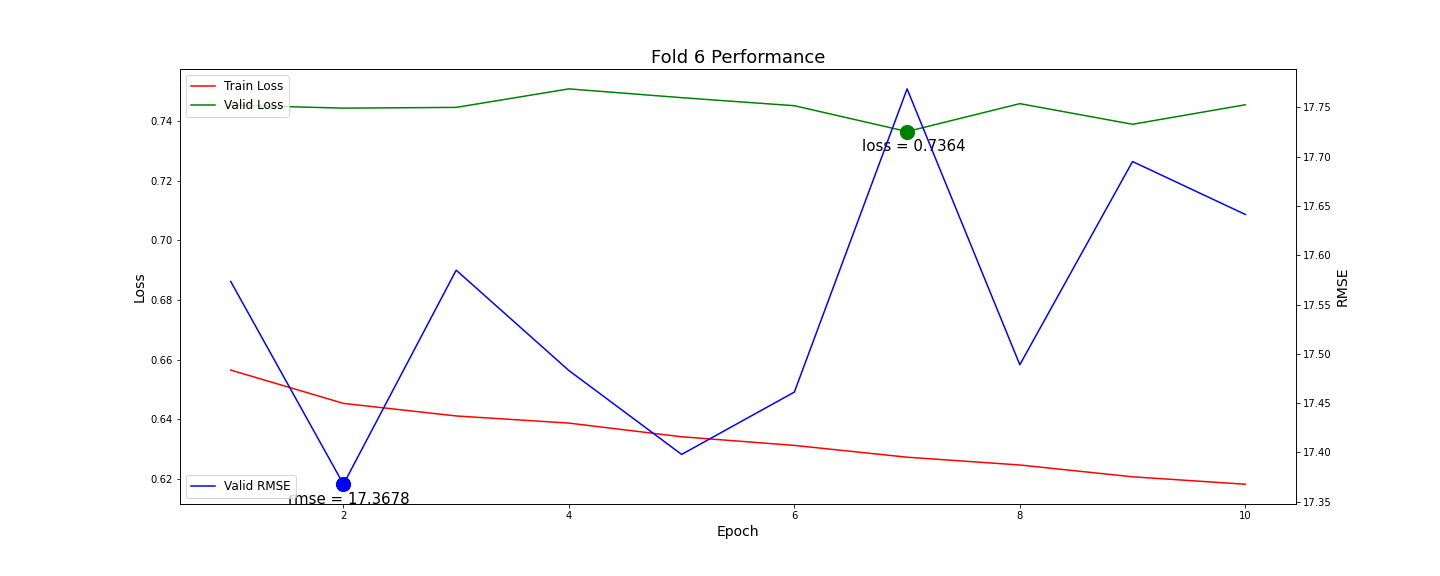 Fold 6 Performance
Train Loss
Valid Loss
Valid RMSE
loss = 0.7364
rmse = 17.3678
Loss
0.74
0.72
0.70
0.68
0.66
0.64
0.62
RMSE
17.75
17.70
17.65
17.60
17.55
17.50
17.45
17.40
17.35
2
4
6
8
10
Epoch